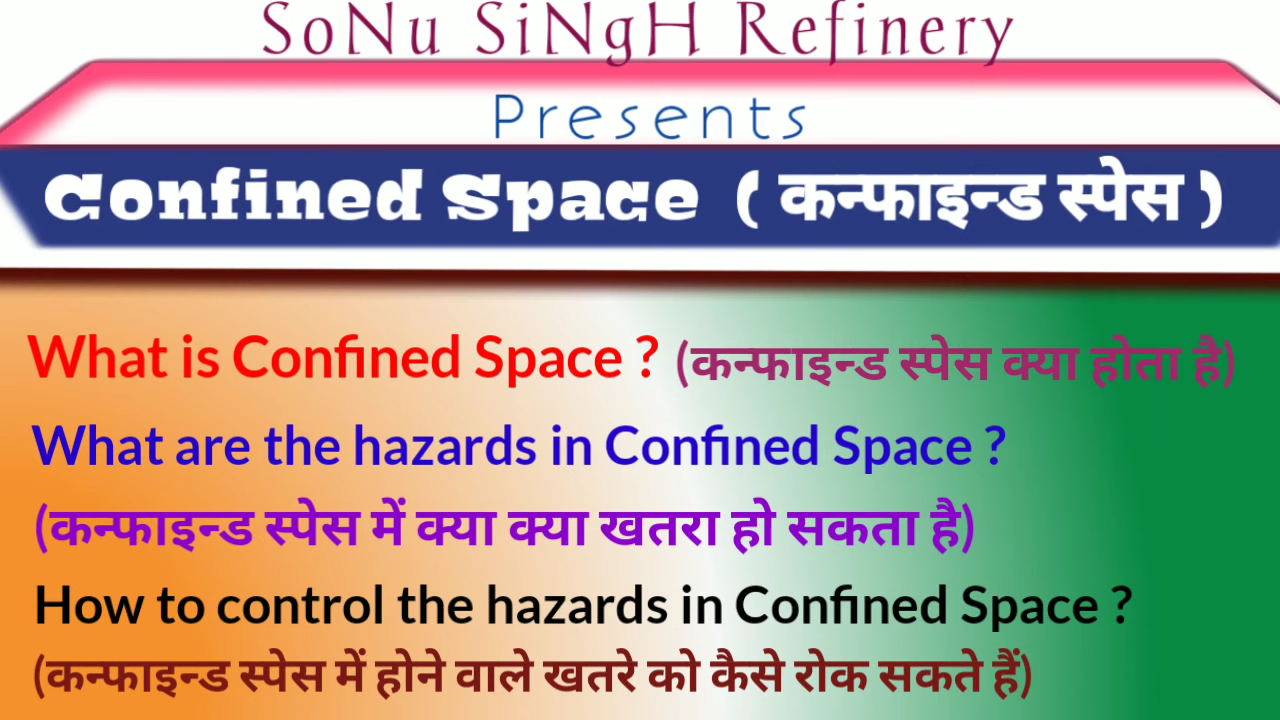 SoNu SiNgH Refinery
Presents
Confined Space ( कन्फाइन्ड स्पेस )
What is Confined Space ? (कन्फाइन्ड स्पेस क्या होता है)
What are the hazards in Confined Space ?
(कन्फाइन्ड स्पेस में क्या क्या खतरा हो सकता है)
How to control the hazards in Confined Space ?
(कन्फाइन्ड स्पेस में होने वाले खतरे को कैसे रोक सकते हैं)